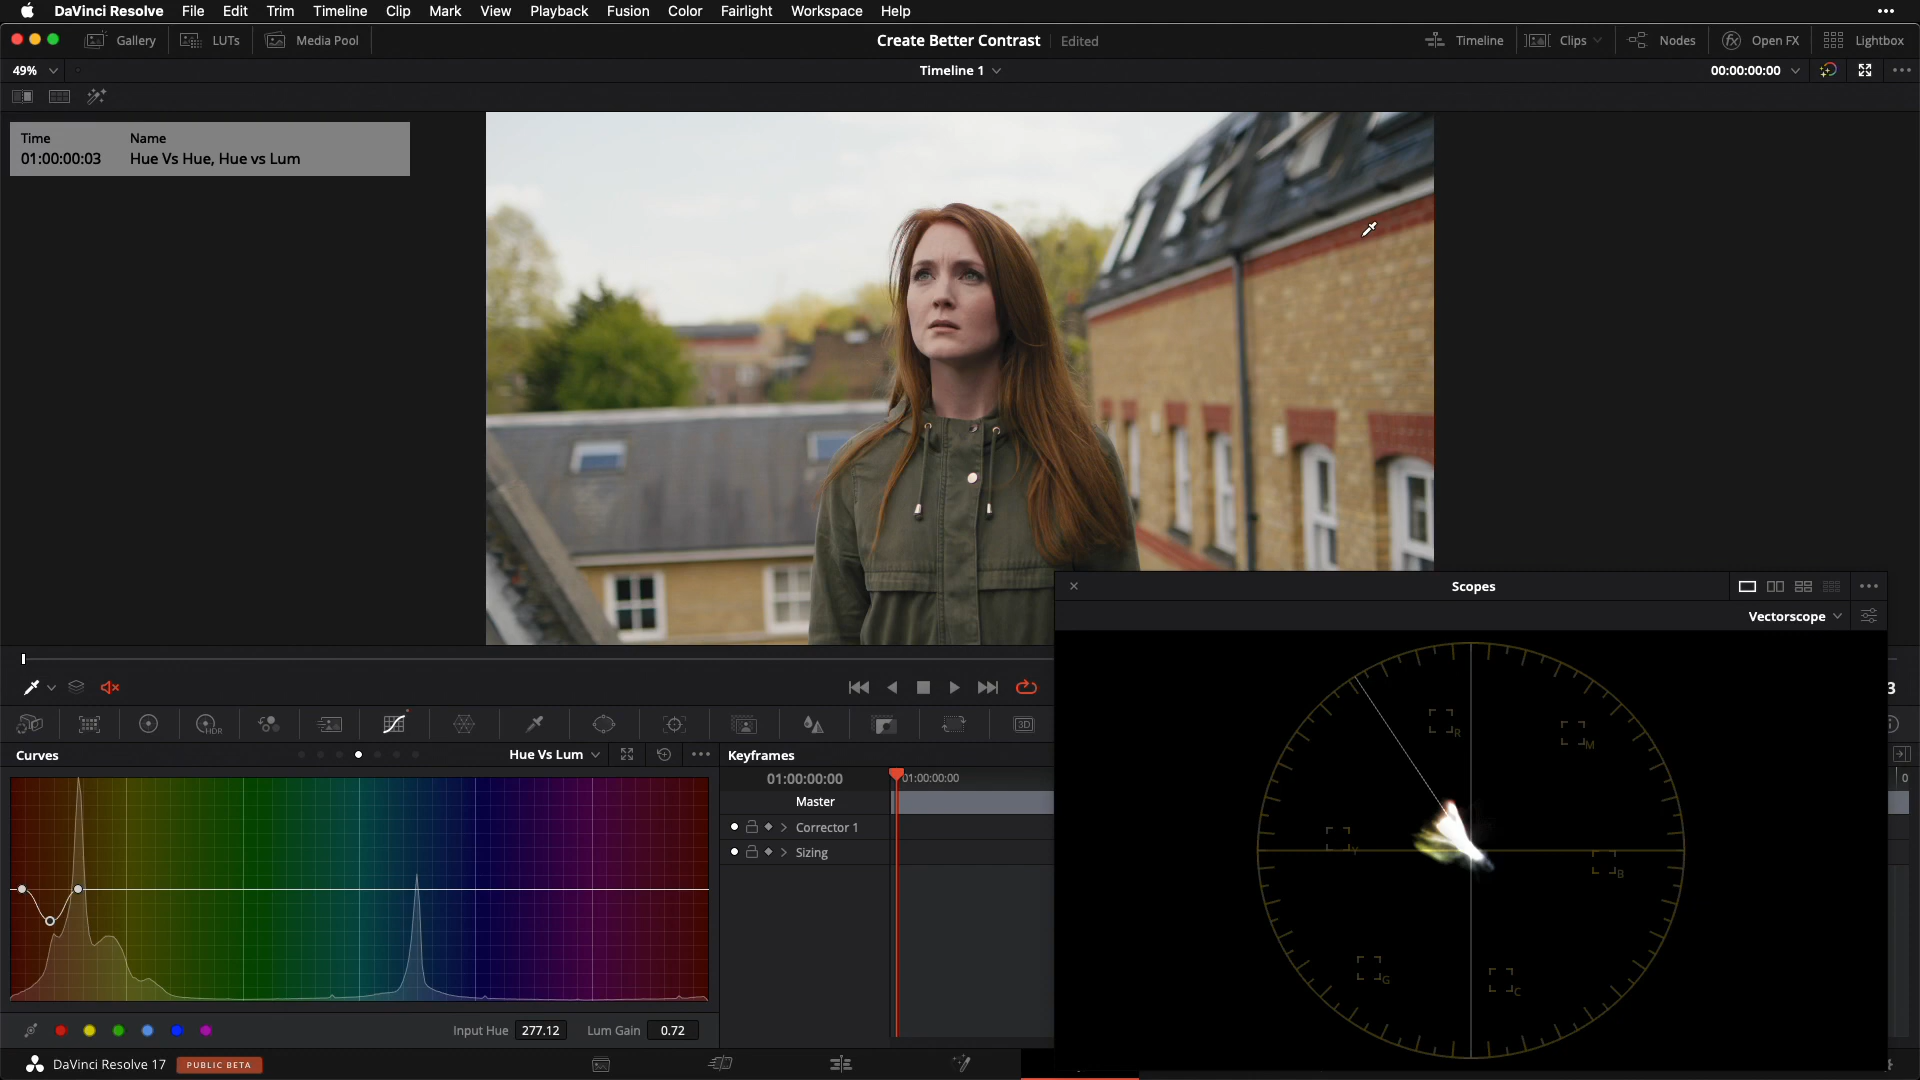 DaVinci Resolve File Edit Trim Timeline Clip Mark View Playback Fusion Color Fairlight Workspace Help
Gallery LUTs Media Pool Create Better Contrast Edited Timeline Clips Nodes Open FX Lightbox
49% Timeline 1 00:00:00:00
Time Name
01:00:00:03 Hue Vs Hue, Hue vs Lum
Scopes
Vectorscope
R
M
Y
B
G
C
3
HDR
3D
Curves Hue Vs Lum Keyframes
01:00:00:00 01:00:00:00 0
Master
Corrector 1
Sizing
Input Hue 277.12 Lum Gain 0.72
DaVinci Resolve 17 PUBLIC BETA